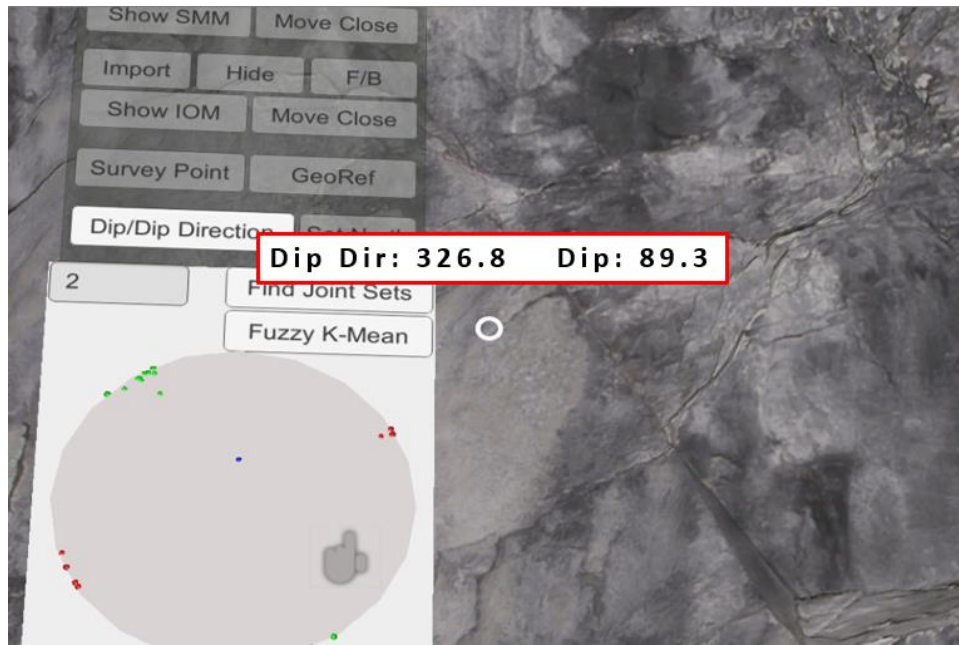 Show SMM Move Close
Import Hide F/B
Show IOM Move Close
Survey Point GeoRef
Dip/Dip Direction
Dip Dir: 326.8 Dip: 89.3
2 Find Joint Sets
Fuzzy K-Mean